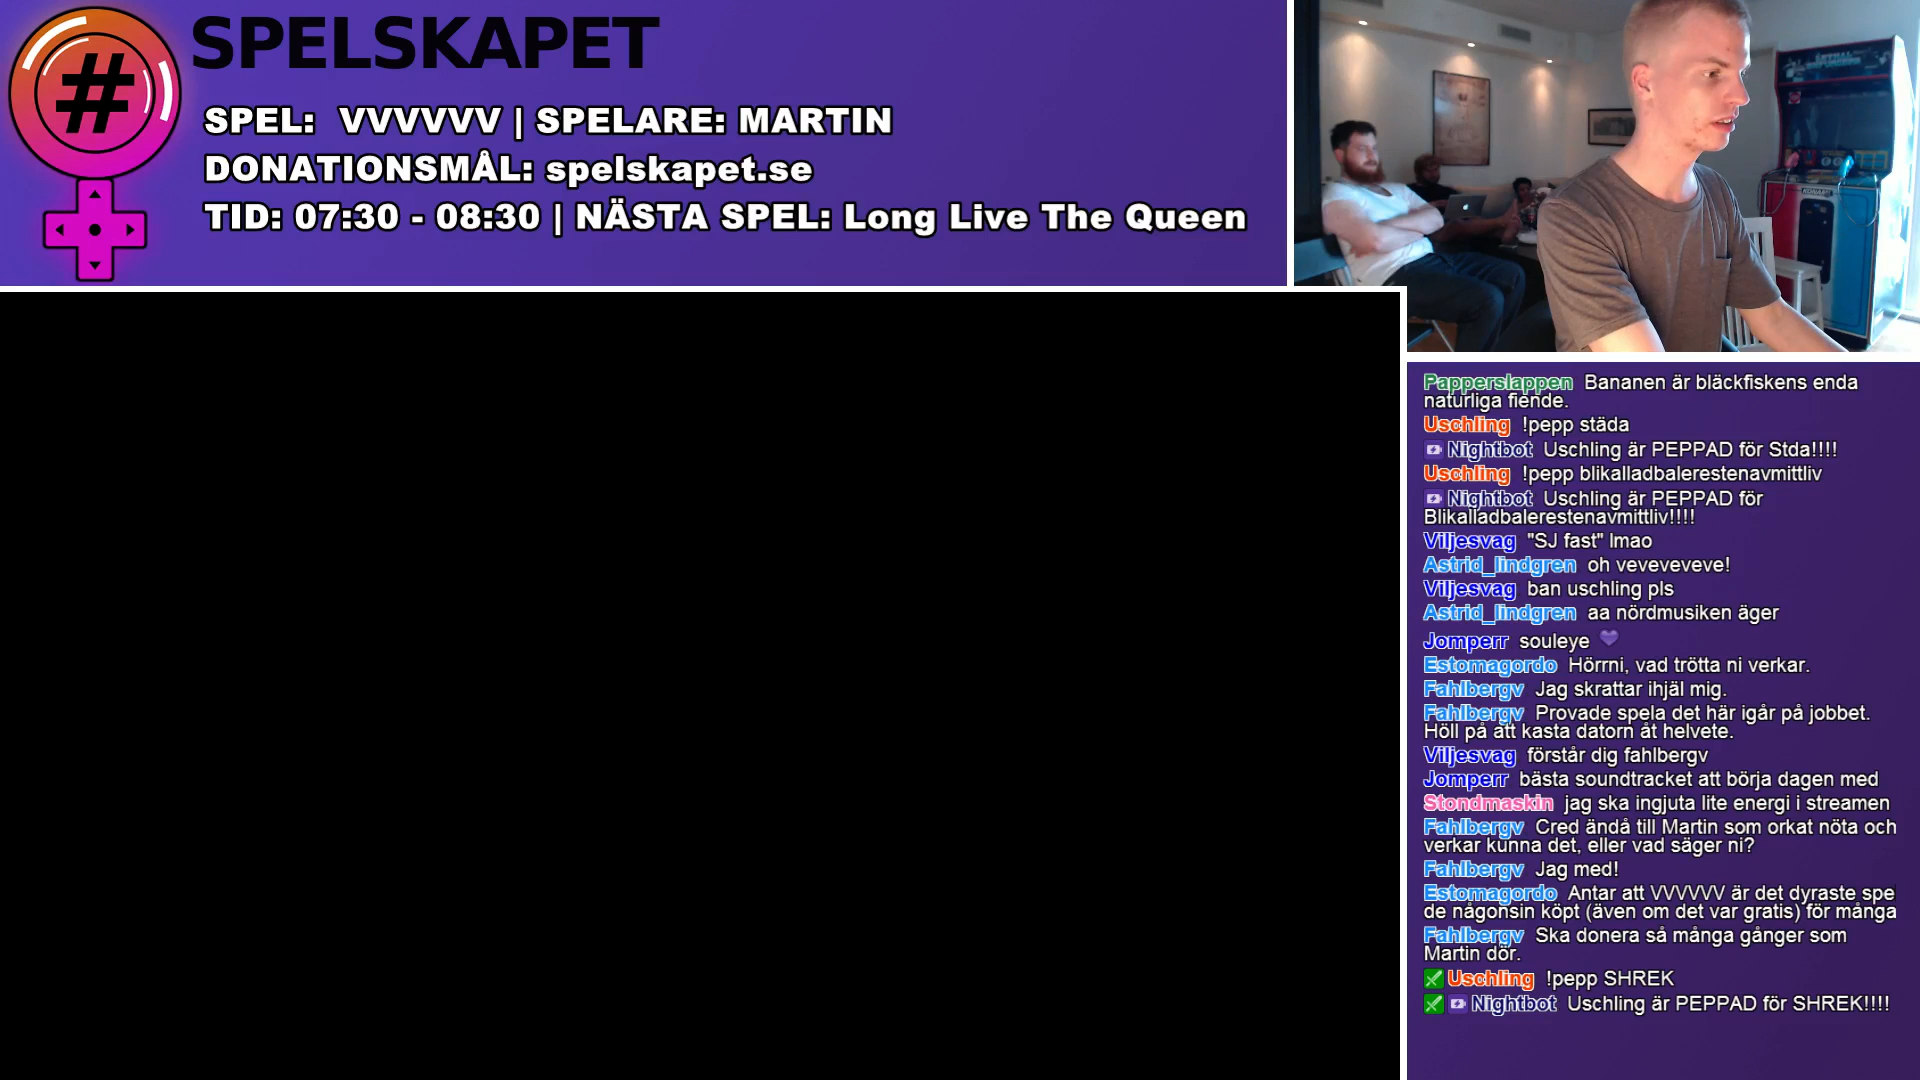 #
SPELSKAPET
SPEL: VVVVVV | SPELARE: MARTIN
DONATIONSMÅL: spelskapet.se
TID: 07:30 - 08:30 | NÄSTA SPEL: Long Live The Queen
KONAMI
Papperslappen Bananen är bläckfiskens enda
naturliga fiende.
Uschling !pepp städa
Nightbot Uschling är PEPPAD för Stda!!!!
Uschling !pepp blikalladbalerestenavmittliv
Nightbot Uschling är PEPPAD för
Blikalladbalerestenavmittliv!!!!
Viljesvag "SJ fast" lmao
Astrid_lindgren oh veveveveve!
Viljesvag ban uschling pls
Astrid_lindgren aa nördmusiken äger
Jomperr souleye
Estomagordo Hörrni, vad trötta ni verkar.
Fahlbergv Jag skrattar ihjäl mig.
Fahlbergv Provade spela det här igår på jobbet.
Höll på att kasta datorn åt helvete.
Viljesvag förstår dig fahlbergv
Jomperr bästa soundtracket att börja dagen med
Stondmaskin jag ska ingjuta lite energi i streamen
Fahlbergv Cred ändå till Martin som orkat nöta och
verkar kunna det, eller vad säger ni?
Fahlbergv Jag med!
Estomagordo Antar att VVVVVV är det dyraste spe
de någonsin köpt (även om det var gratis) för många
Fahlbergv Ska donera så många gånger som
Martin dör.
Uschling !pepp SHREK
Nightbot Uschling är PEPPAD för SHREK!!!!